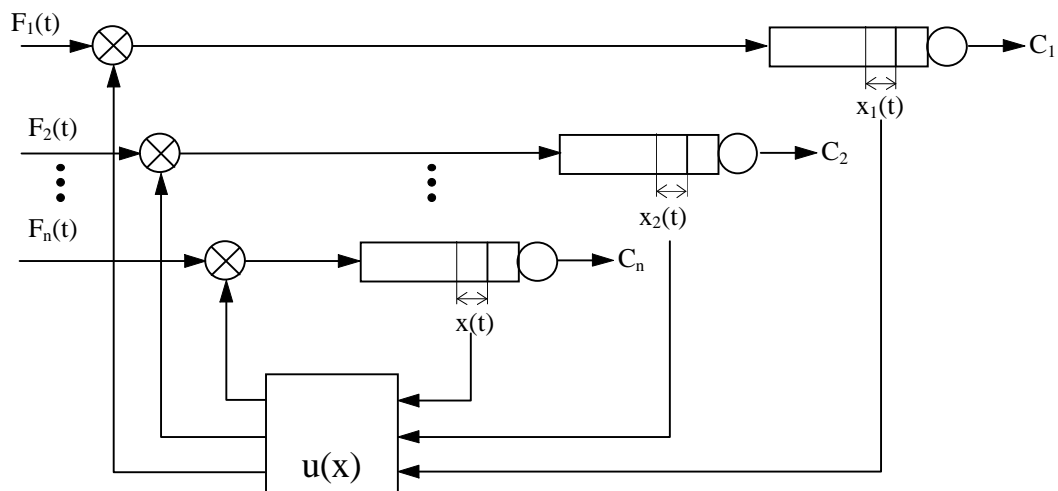 F₁(t)
C₁
x₁(t)
F₂(t)
C₂
x₂(t)
Fₙ(t)
Cₙ
x(t)
u(x)